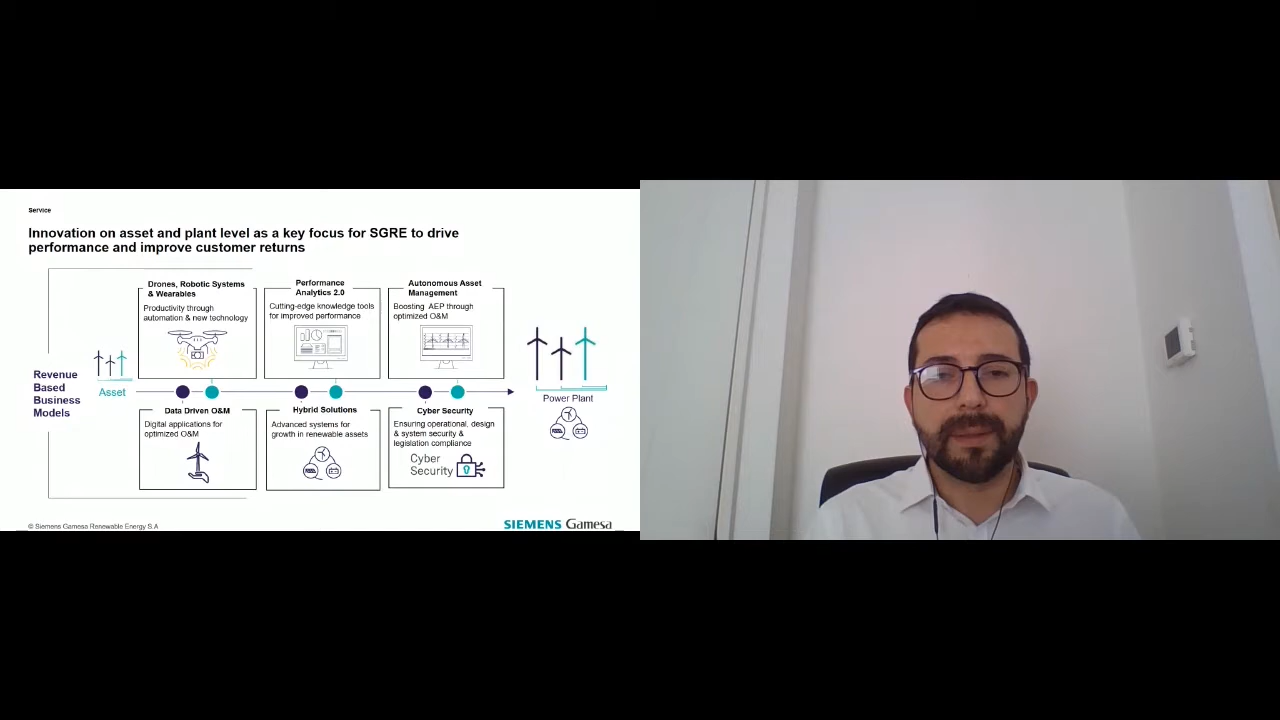 Service
Innovation on asset and plant level as a key focus for SGRE to drive
performance and improve customer returns
Revenue
Based
Business
Models
Asset
Drones, Robotic Systems
& Wearables
Productivity through
automation & new technology
Performance
Analytics 2.0
Cutting-edge knowledge tools
for improved performance
Autonomous Asset
Management
Boosting AEP through
optimized O&M
Data Driven O&M
Digital applications for
optimized O&M
Hybrid Solutions
Advanced systems for
growth in renewable assets
Cyber Security
Ensuring operational, design
& system security &
legislation compliance
Cyber
Security
Power Plant
© Siemens Gamesa Renewable Energy S.A
SIEMENS Gamesa